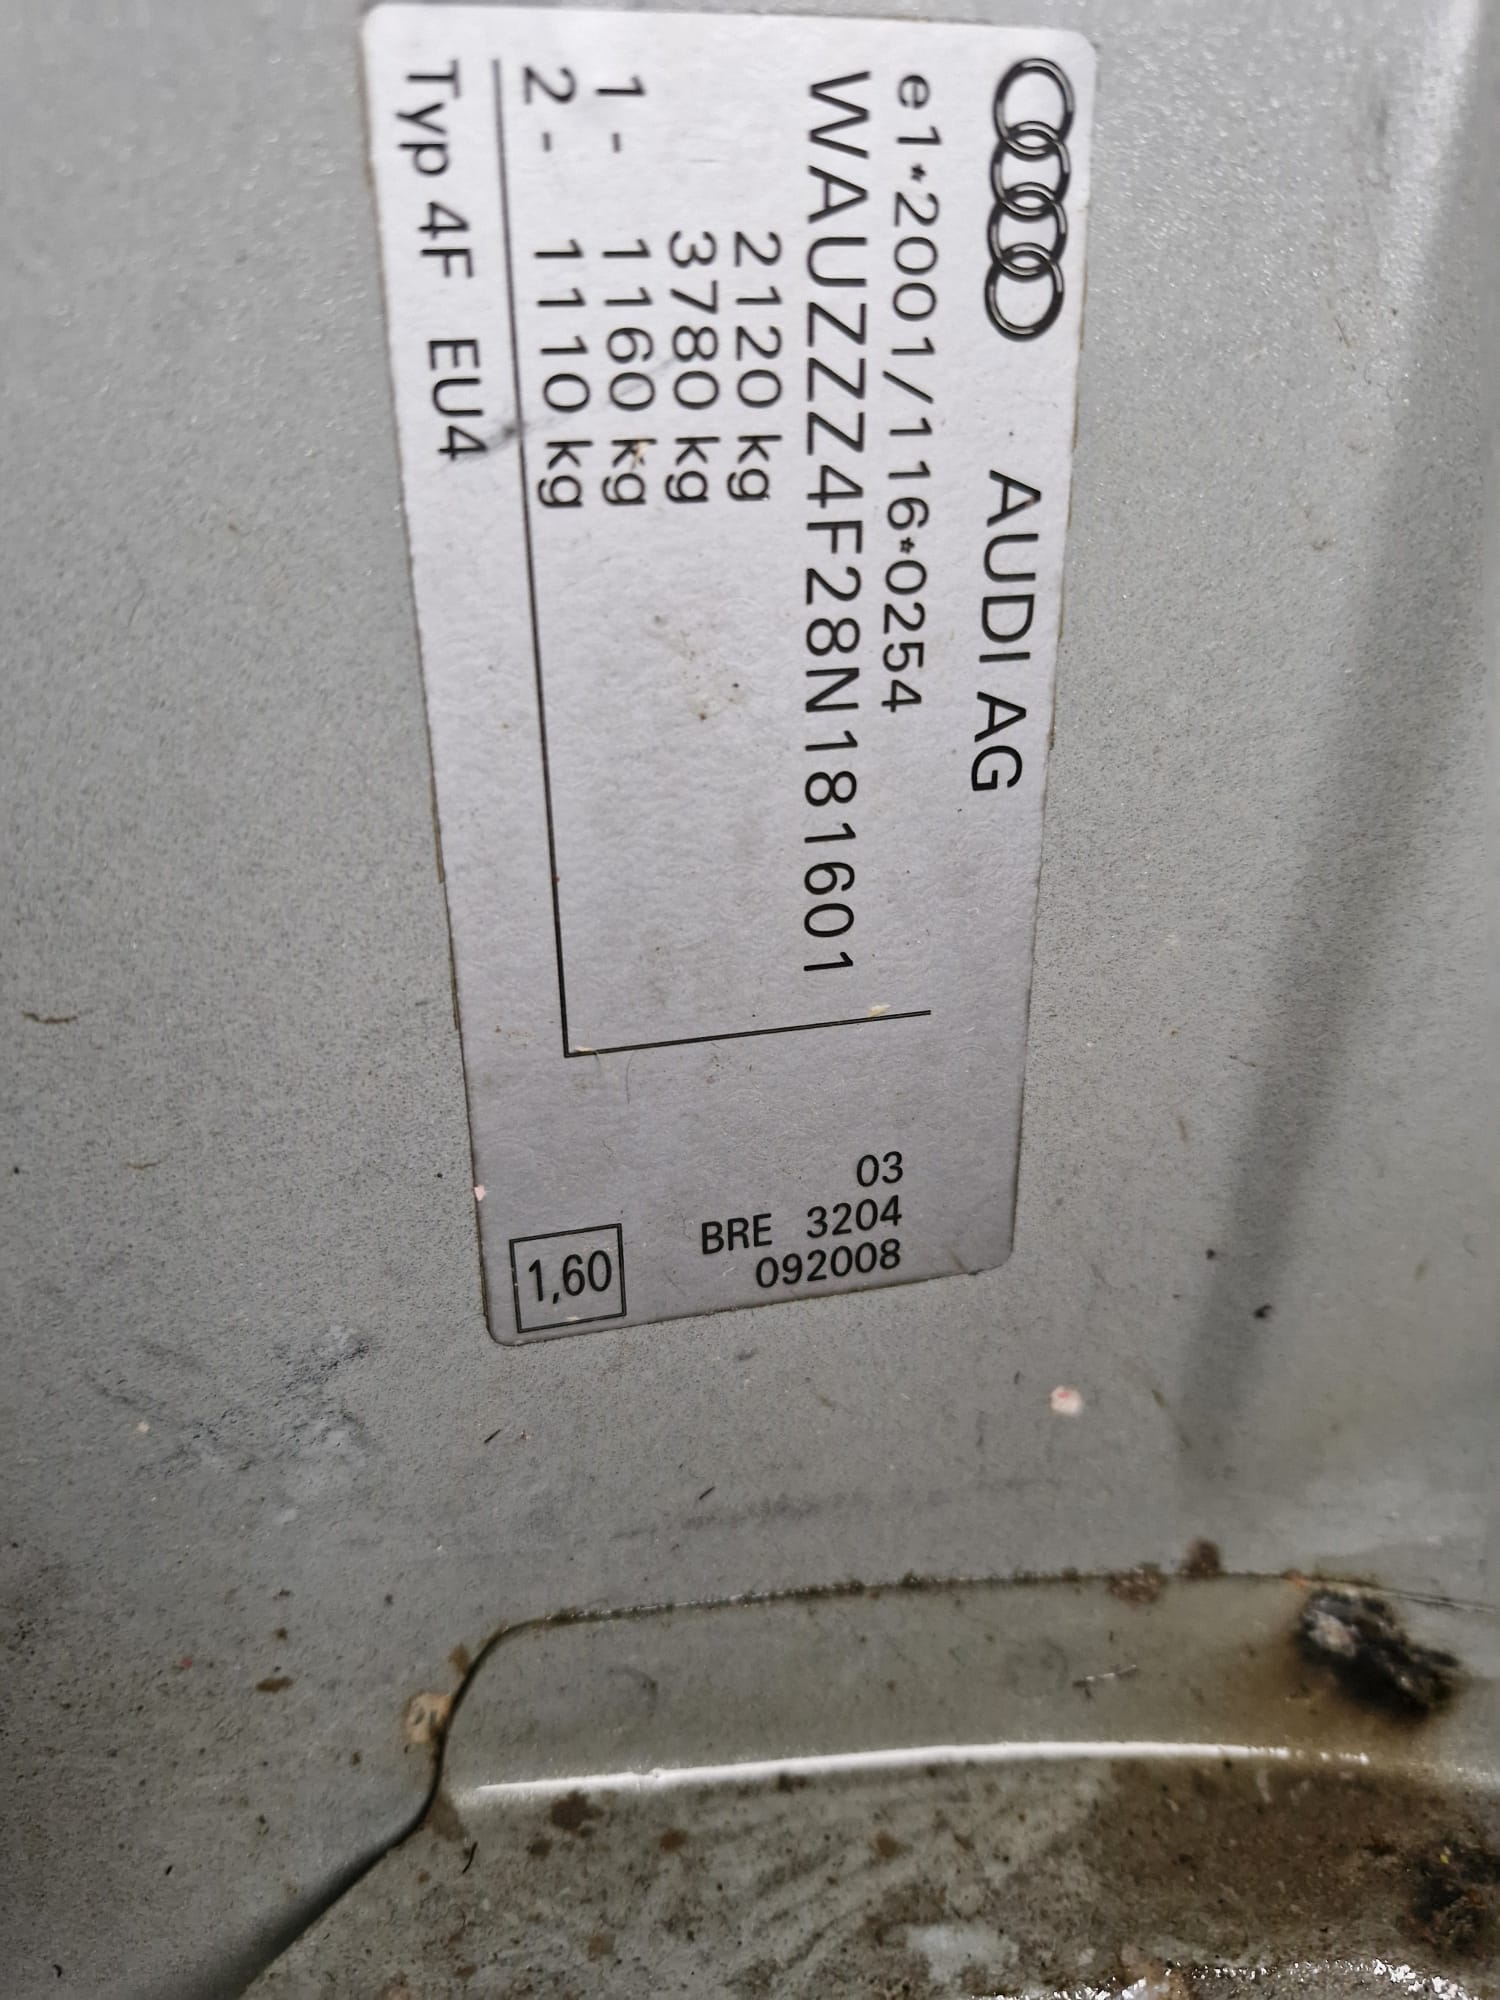 AUDI AG
e1*2001/116*0254
WAUZZZ4F28N181601
2120 kg
3780 kg
1- 1160 kg
2- 1110 kg
Typ 4F EU4
03
BRE 3204
092008
1,60